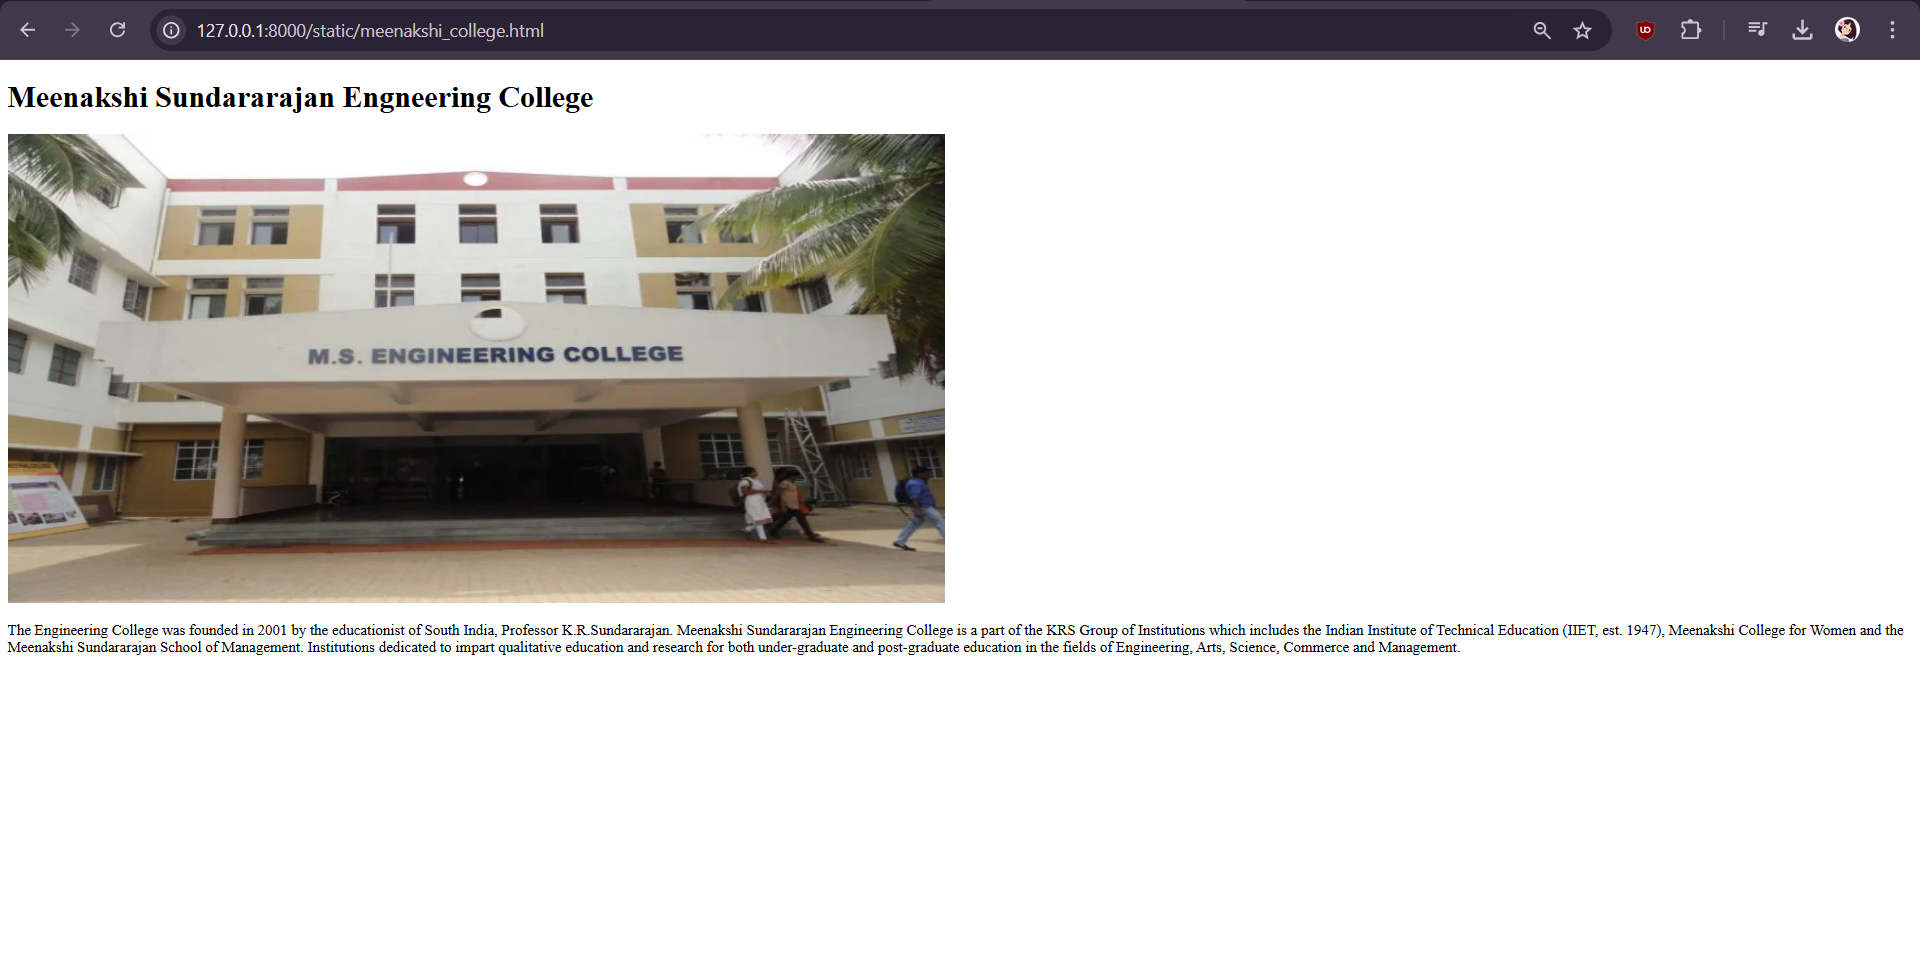 127.0.0.1:8000/static/meenakshi_college.html
Meenakshi Sundararajan Engneering College
M.S. ENGINEERING COLLEGE
The Engineering College was founded in 2001 by the educationist of South India, Professor K.R.Sundararajan. Meenakshi Sundararajan Engineering College is a part of the KRS Group of Institutions which includes the Indian Institute of Technical Education (IIET, est. 1947), Meenakshi College for Women and the
Meenakshi Sundararajan School of Management. Institutions dedicated to impart qualitative education and research for both under-graduate and post-graduate education in the fields of Engineering, Arts, Science, Commerce and Management.